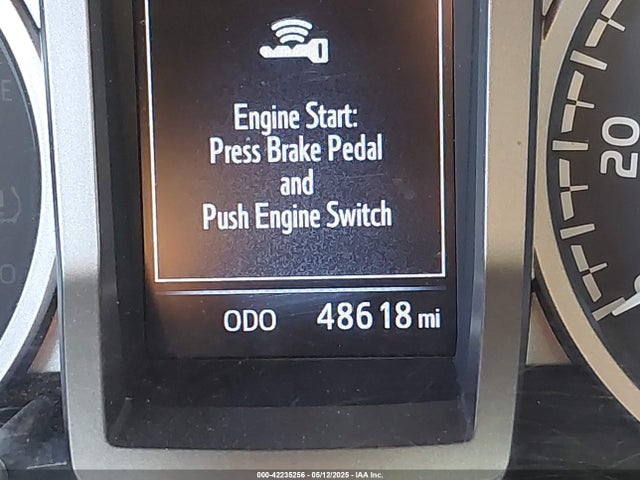 Engine Start:
Press Brake Pedal
and
Push Engine Switch
ODO 48618 mi
20
000-42235256 - 05/12/2025 - IAA Inc.